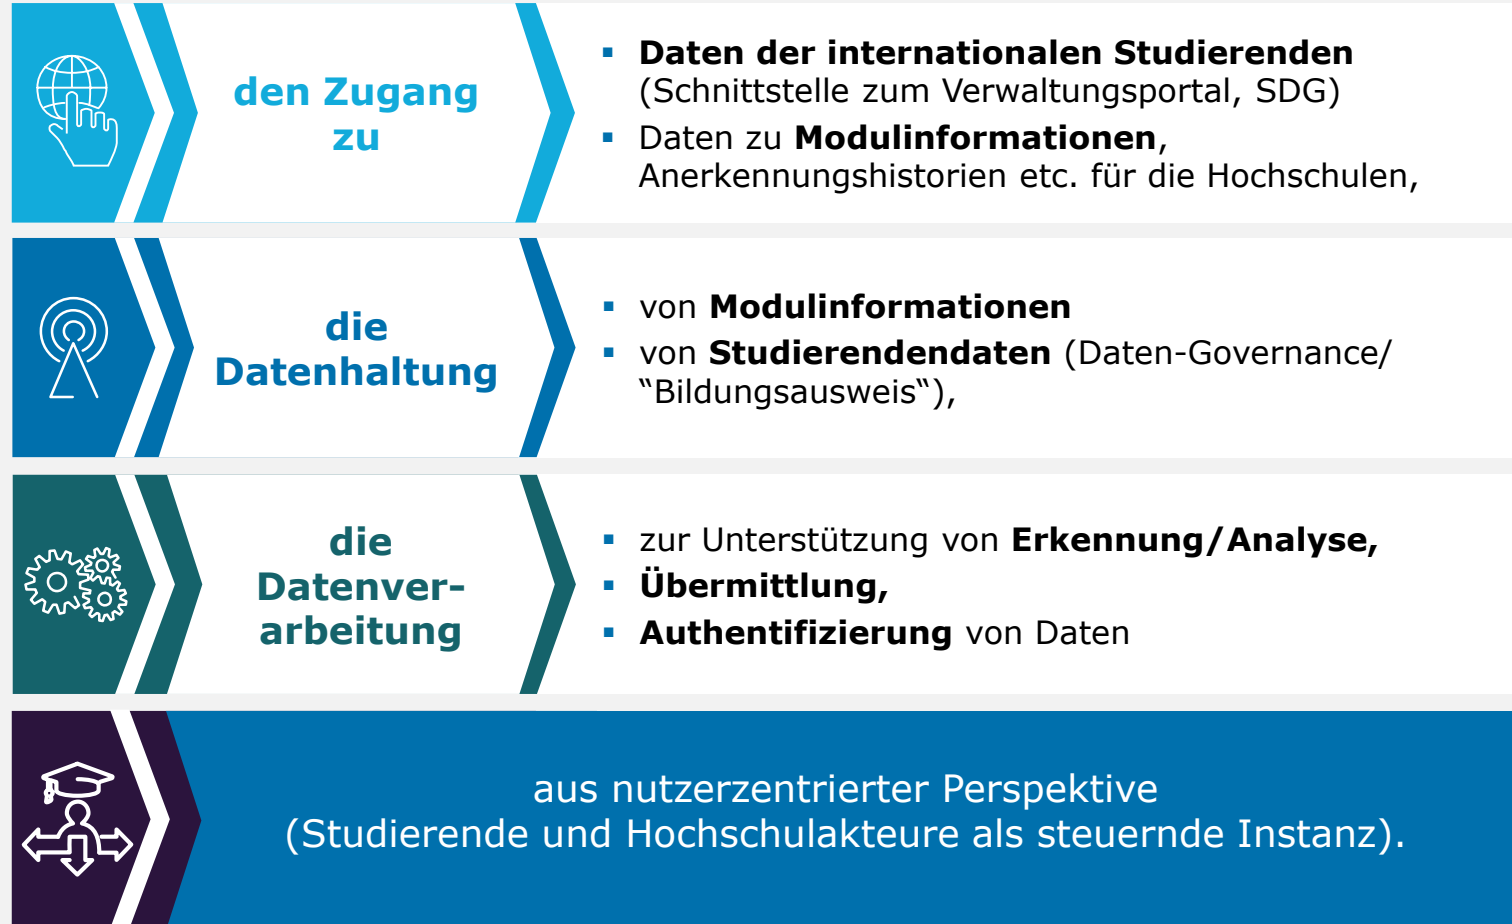 den Zugang
zu
▪ Daten der internationalen Studierenden
(Schnittstelle zum Verwaltungsportal, SDG)
▪ Daten zu Modulinformationen,
Anerkennungshistorien etc. für die Hochschulen,
die
Datenhaltung
▪ von Modulinformationen
▪ von Studierendendaten (Daten-Governance/
“Bildungsausweis“),
die
Datenver-
arbeitung
▪ zur Unterstützung von Erkennung/Analyse,
▪ Übermittlung,
▪ Authentifizierung von Daten
aus nutzerzentrierter Perspektive
(Studierende und Hochschulakteure als steuernde Instanz).